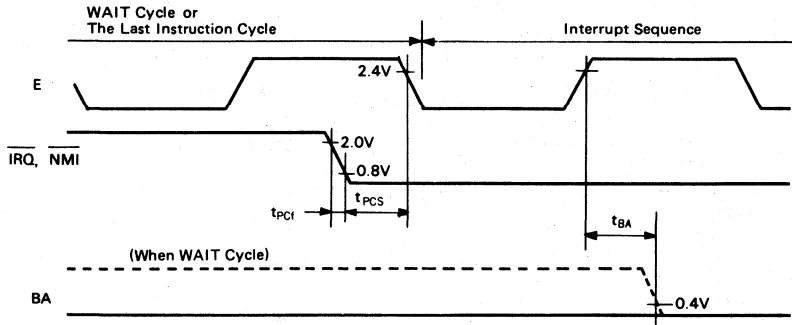 WAIT Cycle or
The Last Instruction Cycle
Interrupt Sequence
E
2.4V
IRQ, NMI
2.0V
0.8V
tPCf
tPCS
tBA
(When WAIT Cycle)
BA
0.4V